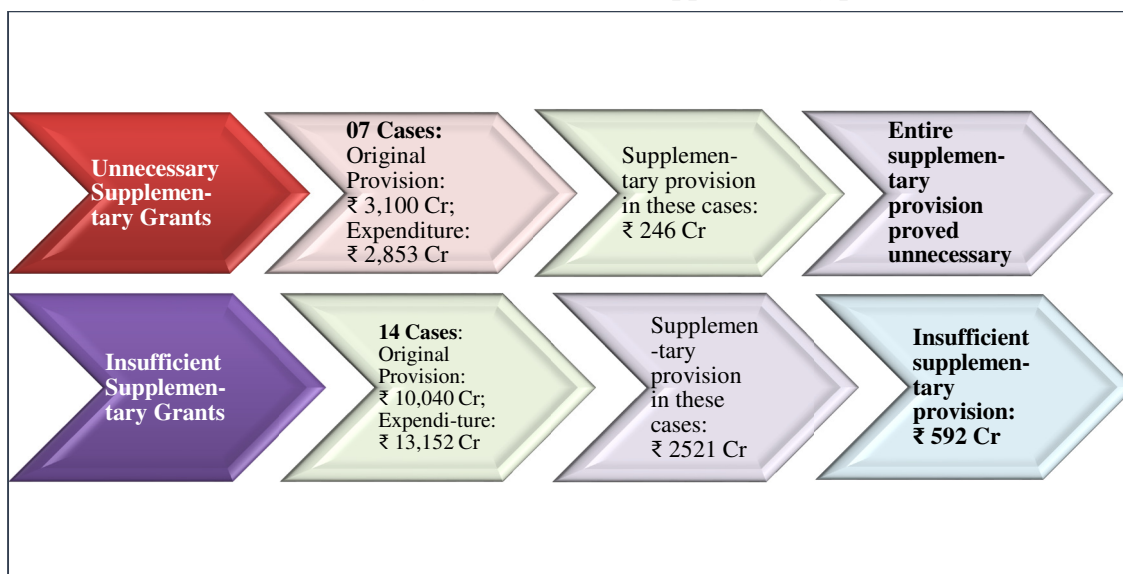 Unnecessary
Supplemen-
tary Grants
07 Cases:
Original
Provision:
₹ 3,100 Cr;
Expenditure:
₹ 2,853 Cr
Supplemen-
tary provision
in these cases:
₹ 246 Cr
Entire
supplemen-
tary
provision
proved
unnecessary
Insufficient
Supplemen-
tary Grants
14 Cases:
Original
Provision:
₹ 10,040 Cr;
Expendi-ture:
₹ 13,152 Cr
Supplemen
-tary
provision
in these
cases:
₹ 2521 Cr
Insufficient
supplemen-
tary
provision:
₹ 592 Cr